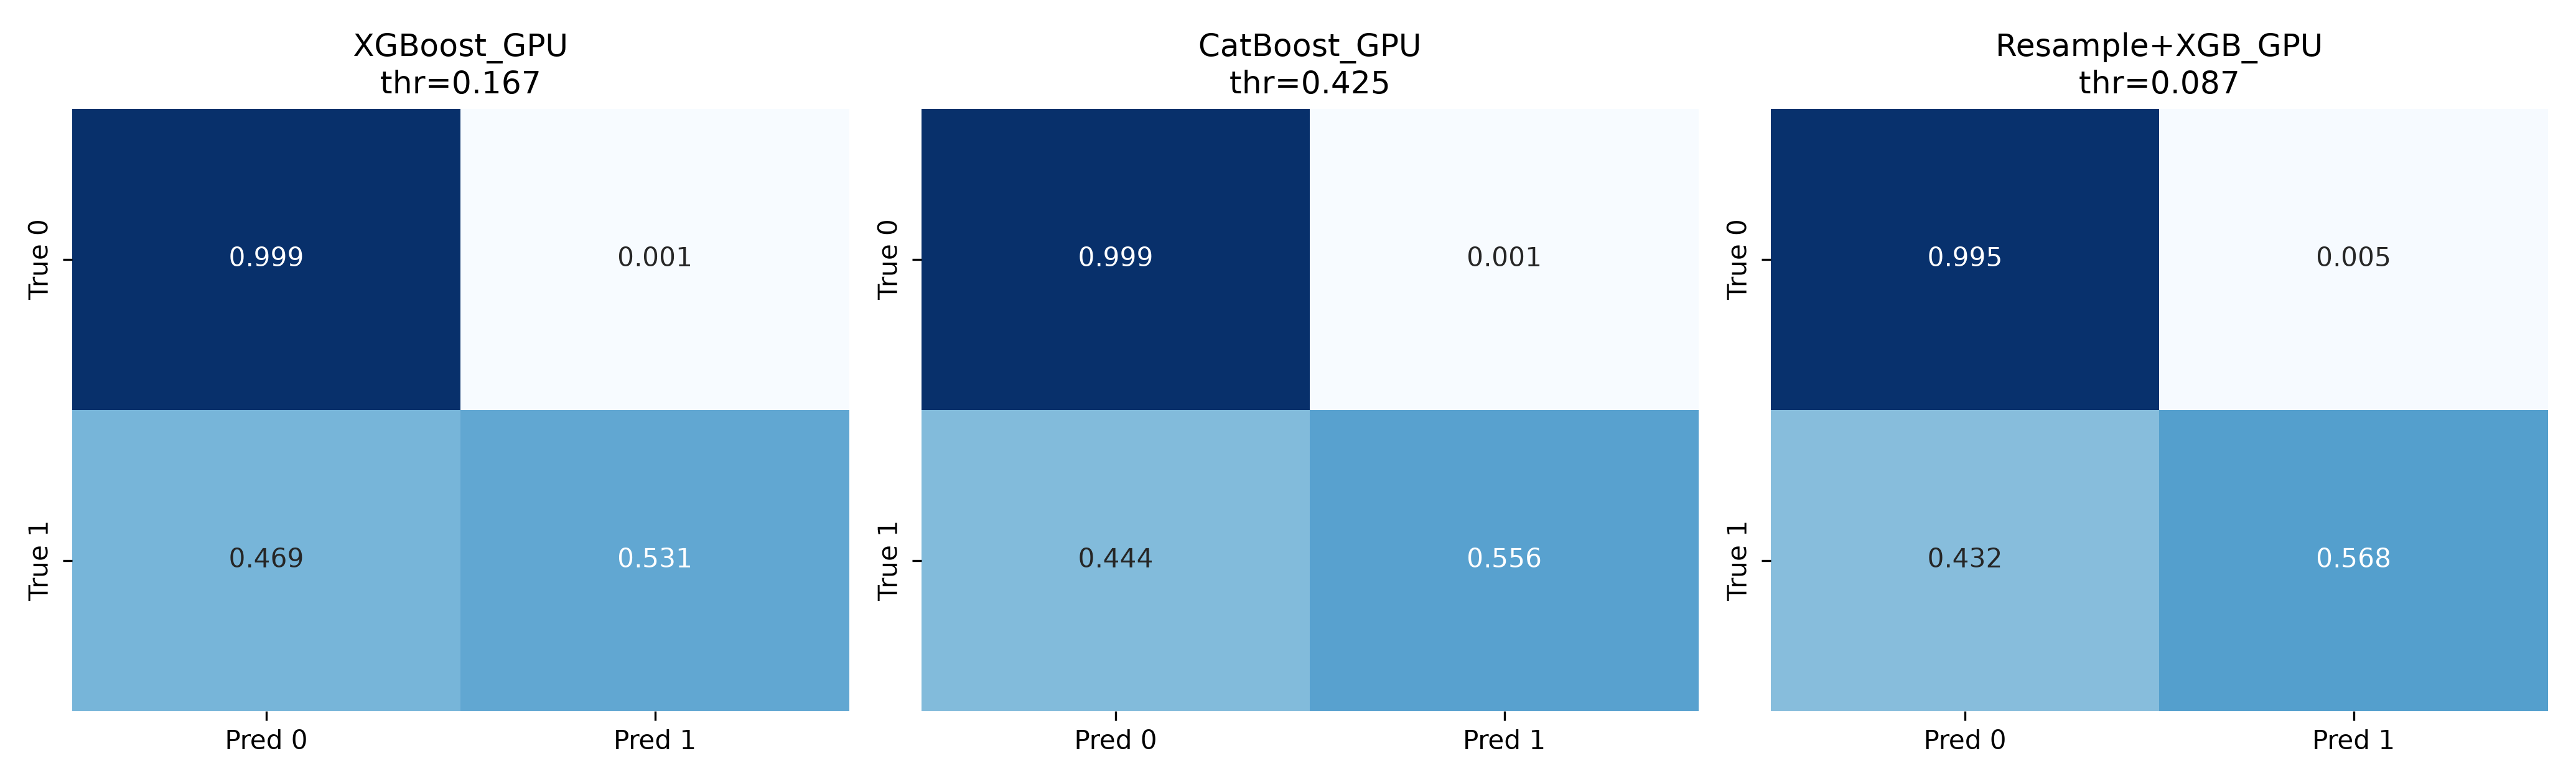 XGBoost_GPU
thr=0.167
True 0
0.999
0.001
True 1
0.469
0.531
Pred 0
Pred 1
CatBoost_GPU
thr=0.425
True 0
0.999
0.001
True 1
0.444
0.556
Pred 0
Pred 1
Resample+XGB_GPU
thr=0.087
True 0
0.995
0.005
True 1
0.432
0.568
Pred 0
Pred 1